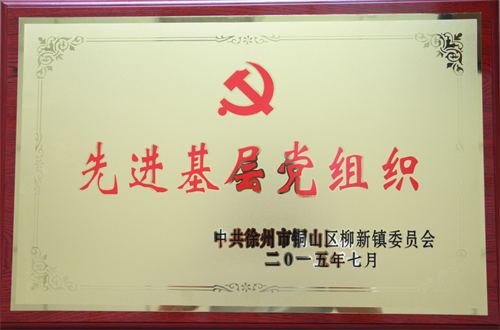 先进基层党组织
中共徐州市铜山区柳新镇委员会
二〇一五年七月